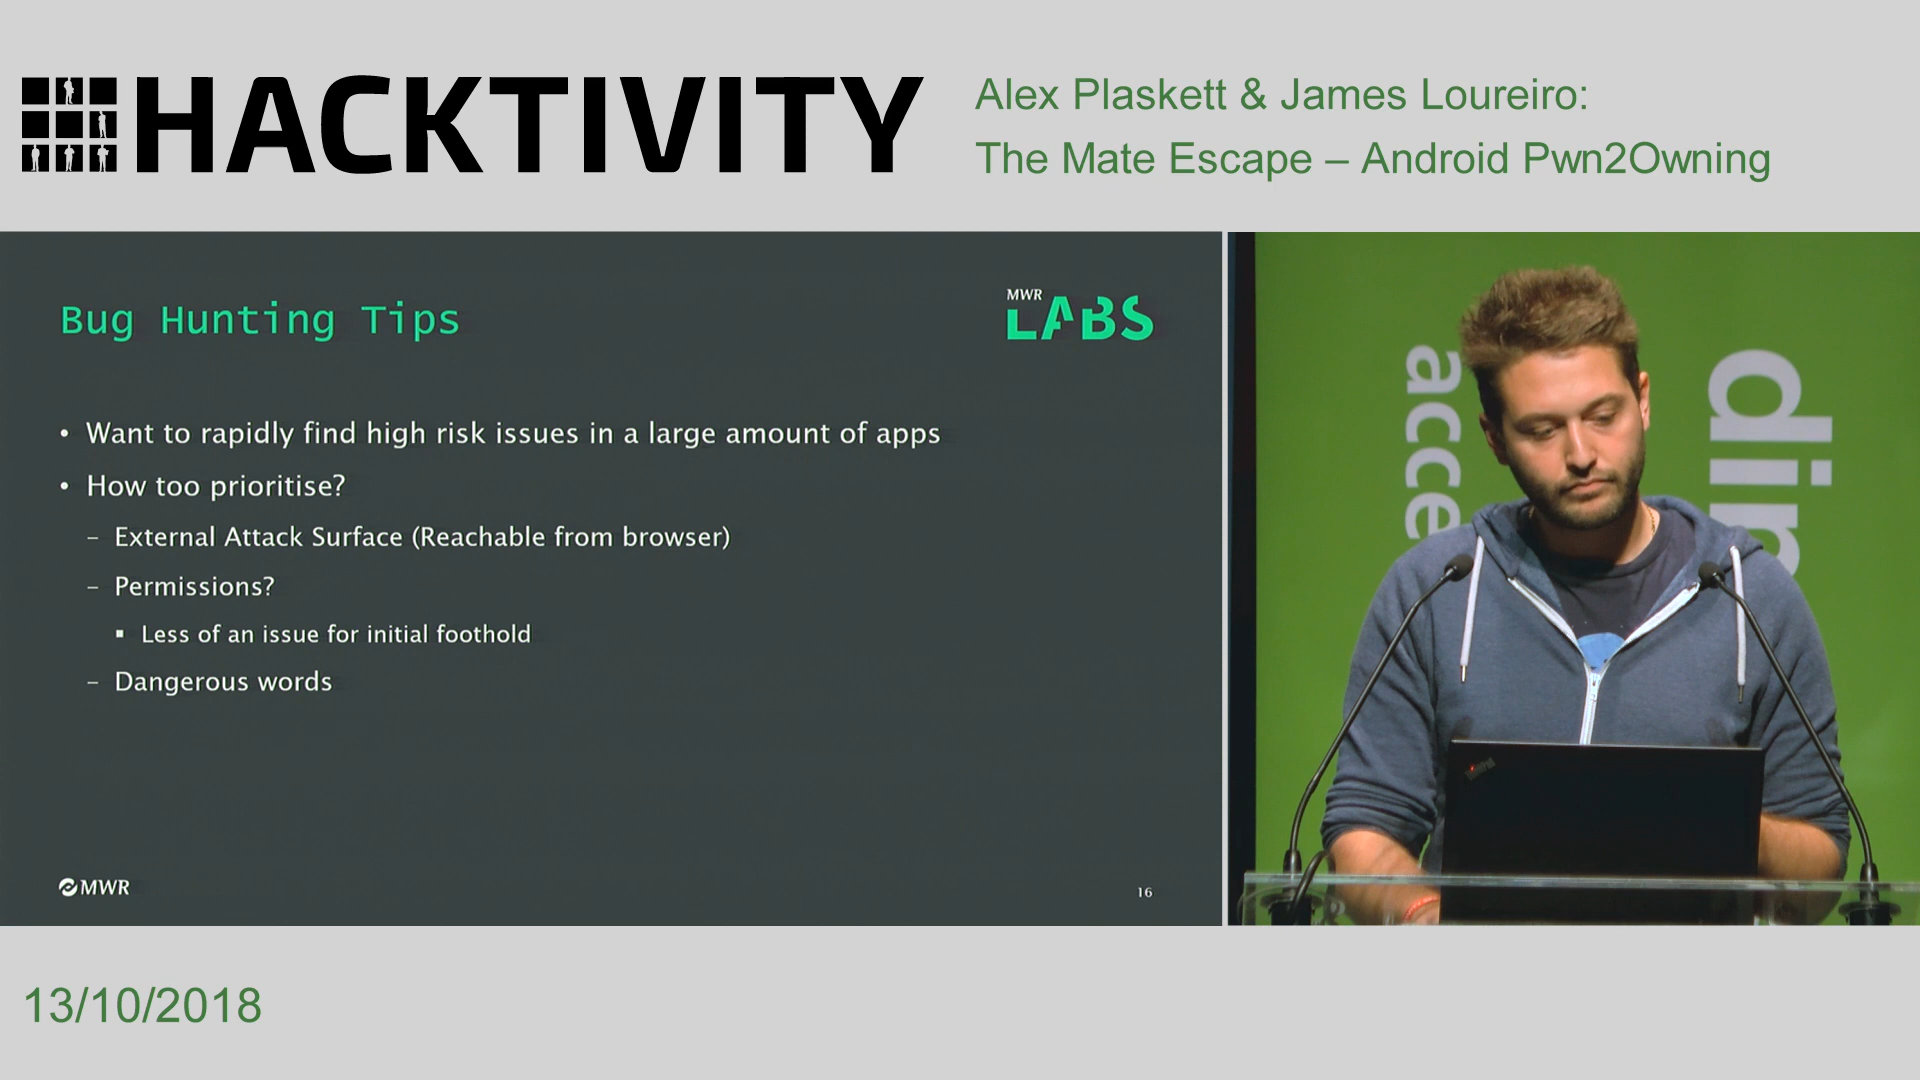 HACKTIVITY
Alex Plaskett & James Loureiro:
The Mate Escape – Android Pwn2Owning
Bug Hunting Tips
MWR
LABS
• Want to rapidly find high risk issues in a large amount of apps
• How too prioritise?
– External Attack Surface (Reachable from browser)
– Permissions?
▪ Less of an issue for initial foothold
– Dangerous words
MWR
16
acce
din
13/10/2018